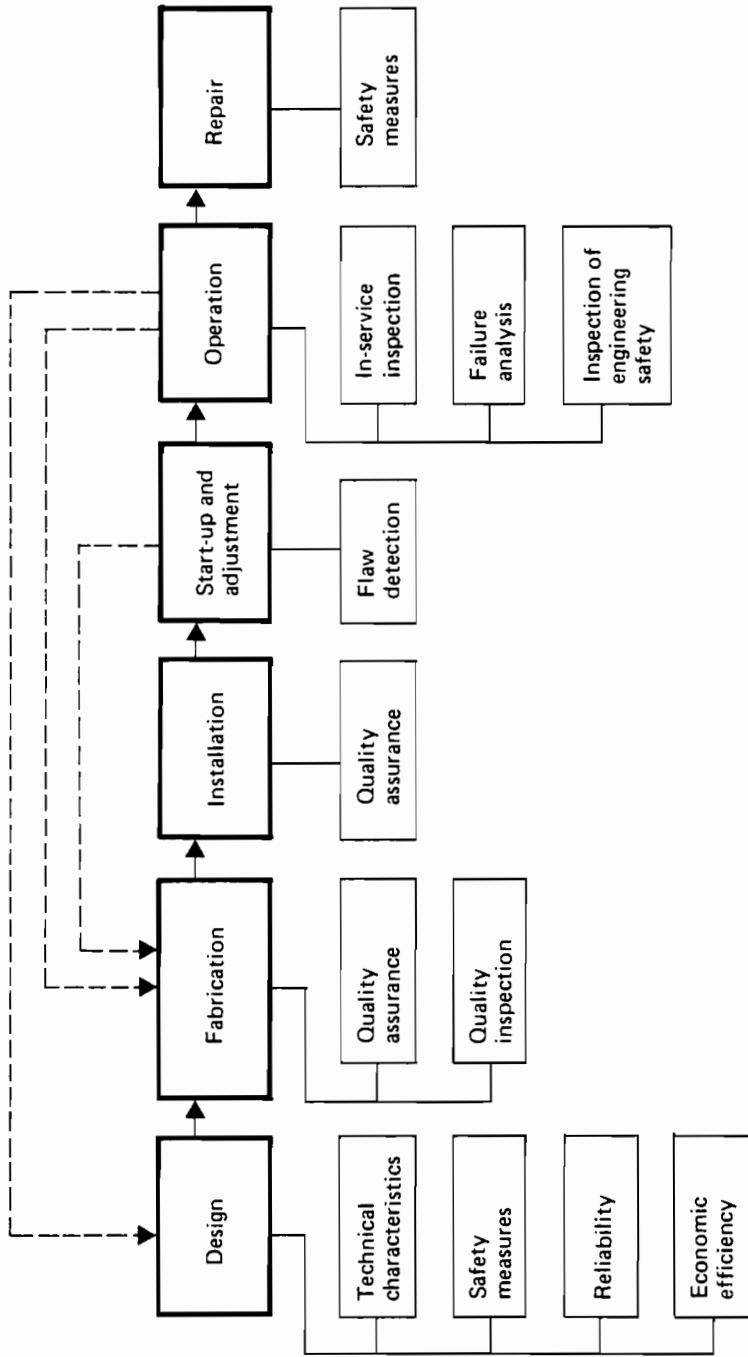 Design
Fabrication
Installation
Start-up and
adjustment
Operation
Repair
Technical
characteristics
Safety
measures
Reliability
Economic
efficiency
Quality
assurance
Quality
inspection
Quality
assurance
Flaw
detection
In-service
inspection
Failure
analysis
Inspection of
engineering
safety
Safety
measures